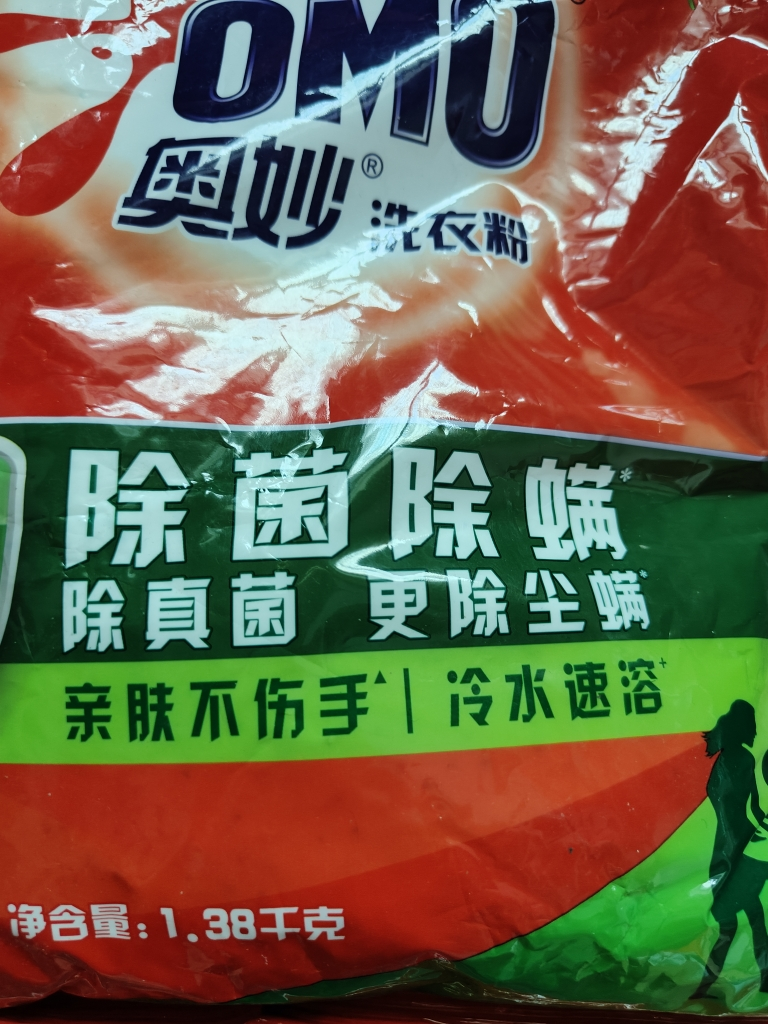 OMO
奥妙® 洗衣粉
除菌除螨*
除真菌 更除尘螨*
亲肤不伤手▲|冷水速溶+
净含量:1.38千克